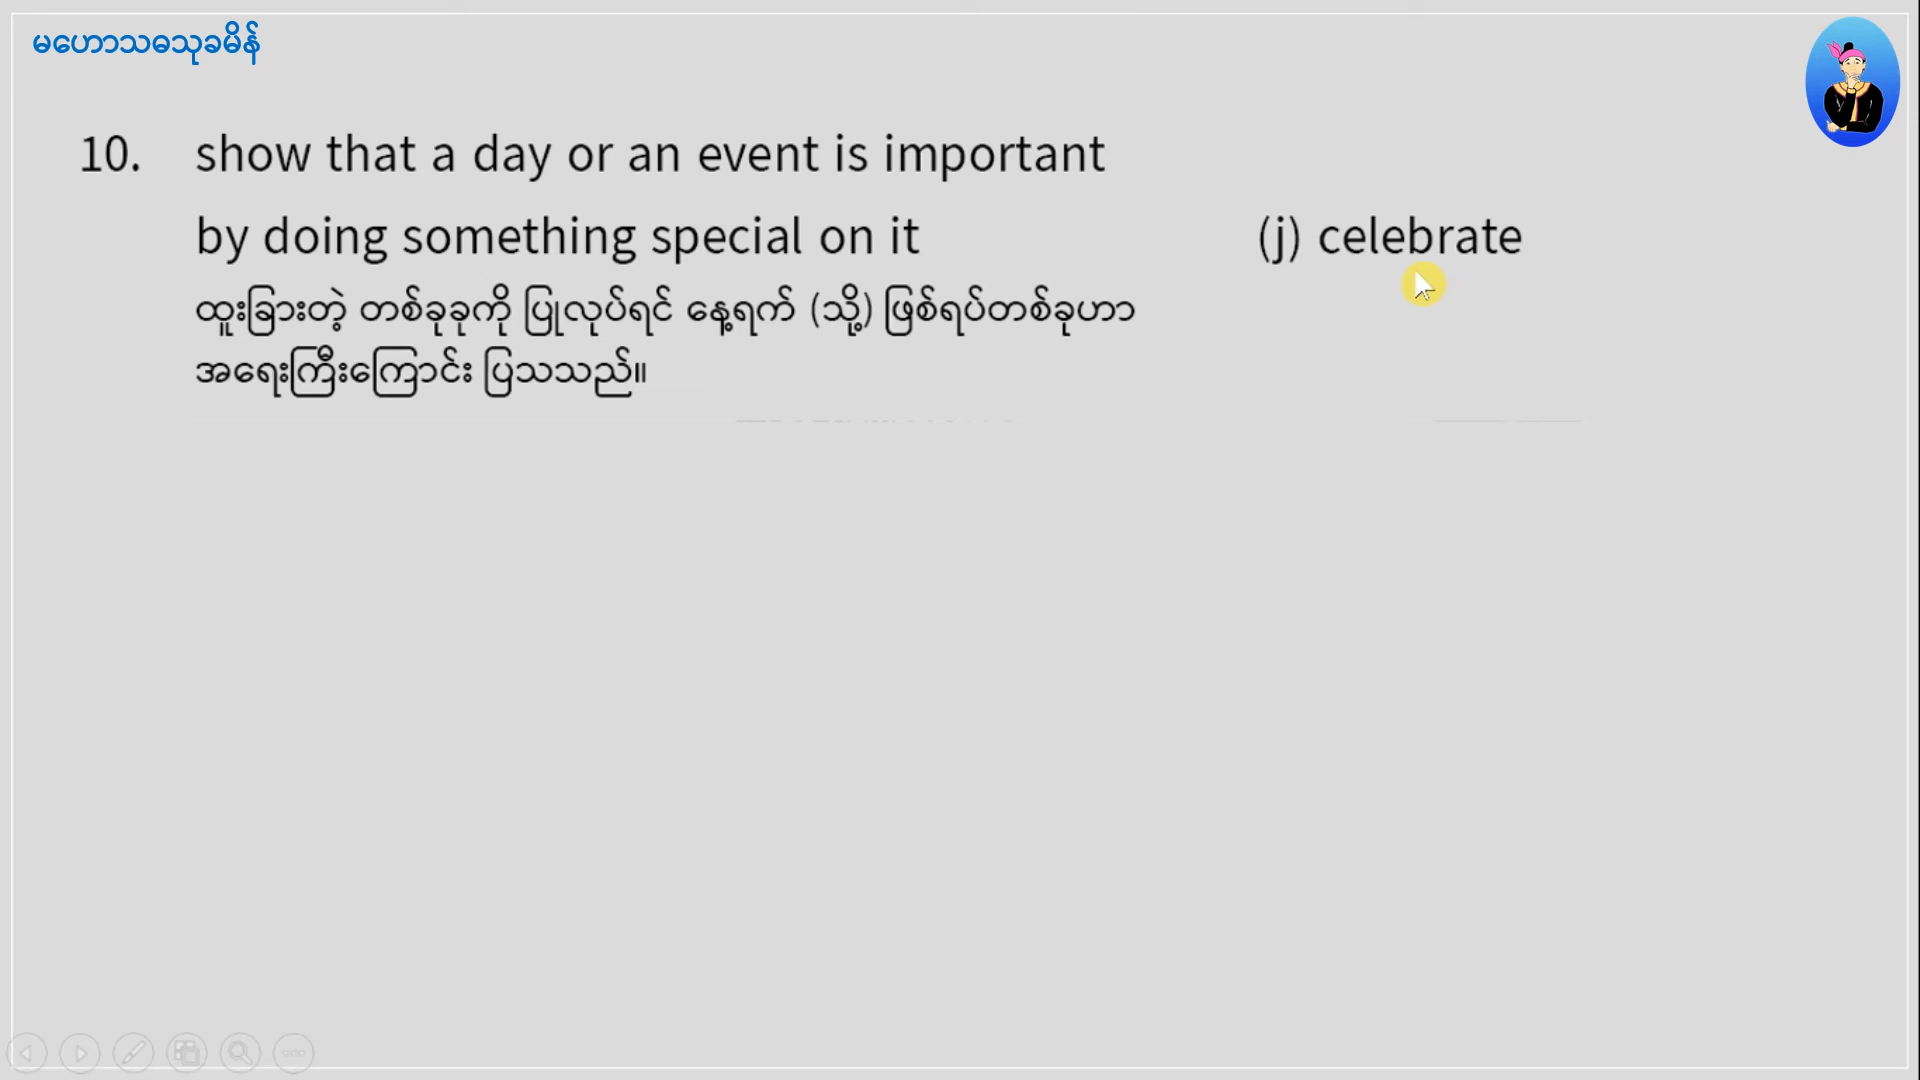 မဟောသဓသုခမိန်
10. show that a day or an event is important
by doing something special on it (j) celebrate
ထူးခြားတဲ့ တစ်ခုခုကို ပြုလုပ်ရင် နေ့ရက် (သို့) ဖြစ်ရပ်တစ်ခုဟာ
အရေးကြီးကြောင်း ပြသသည်။